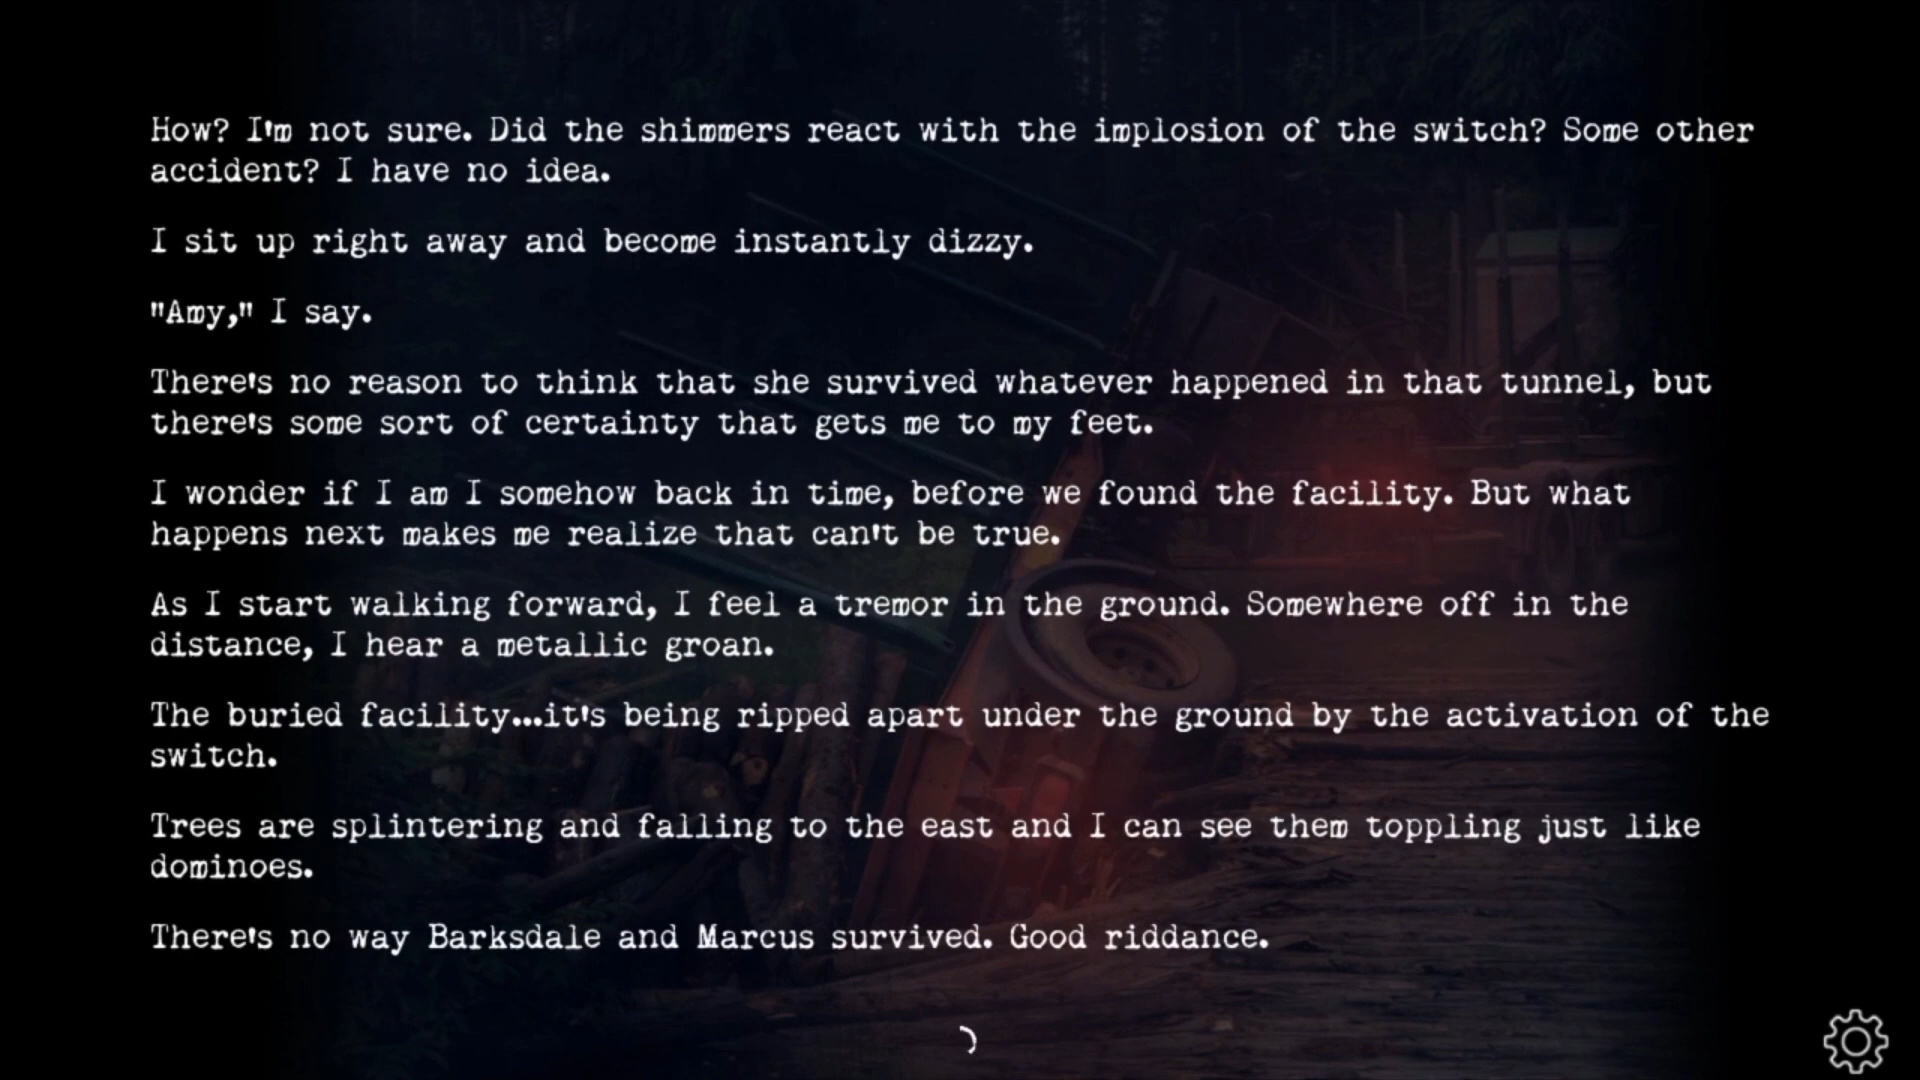 How? I'm not sure. Did the shimmers react with the implosion of the switch? Some other
accident? I have no idea.
I sit up right away and become instantly dizzy.
"Amy," I say.
There's no reason to think that she survived whatever happened in that tunnel, but
there's some sort of certainty that gets me to my feet.
I wonder if I am I somehow back in time, before we found the facility. But what
happens next makes me realize that can't be true.
As I start walking forward, I feel a tremor in the ground. Somewhere off in the
distance, I hear a metallic groan.
The buried facility...it's being ripped apart under the ground by the activation of the
switch.
Trees are splintering and falling to the east and I can see them toppling just like
dominoes.
There's no way Barksdale and Marcus survived. Good riddance.